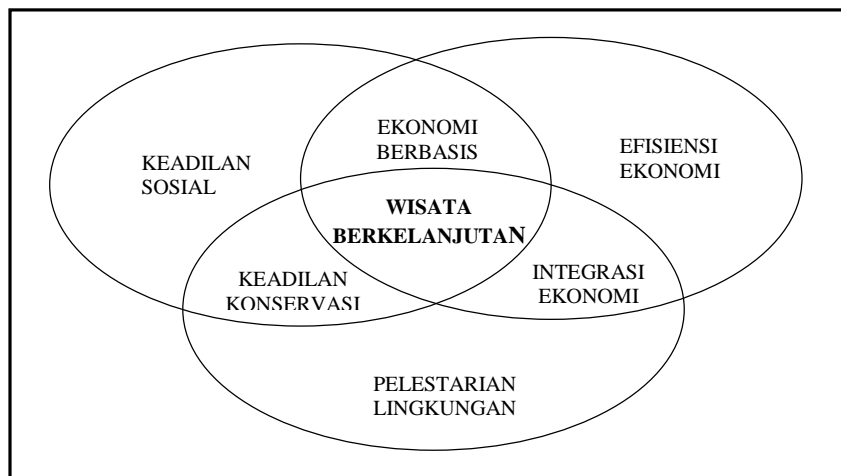 EKONOMI
BERBASIS
EFISIENSI
EKONOMI
KEADILAN
SOSIAL
WISATA
BERKELANJUTAN
KEADILAN
KONSERVASI
INTEGRASI
EKONOMI
PELESTARIAN
LINGKUNGAN